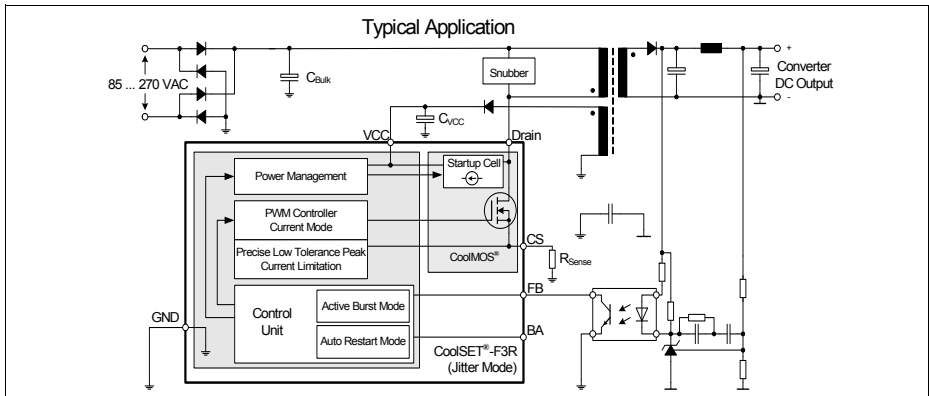 Typical Application
85 ... 270 VAC
CBulk
Snubber
+
Converter
DC Output
-
CVCC
VCC
Drain
Startup Cell
Power Management
PWM Controller
Current Mode
Precise Low Tolerance Peak
Current Limitation
CoolMOS®
CS
RSense
FB
GND
Control
Unit
Active Burst Mode
Auto Restart Mode
BA
CoolSET®-F3R
(Jitter Mode)